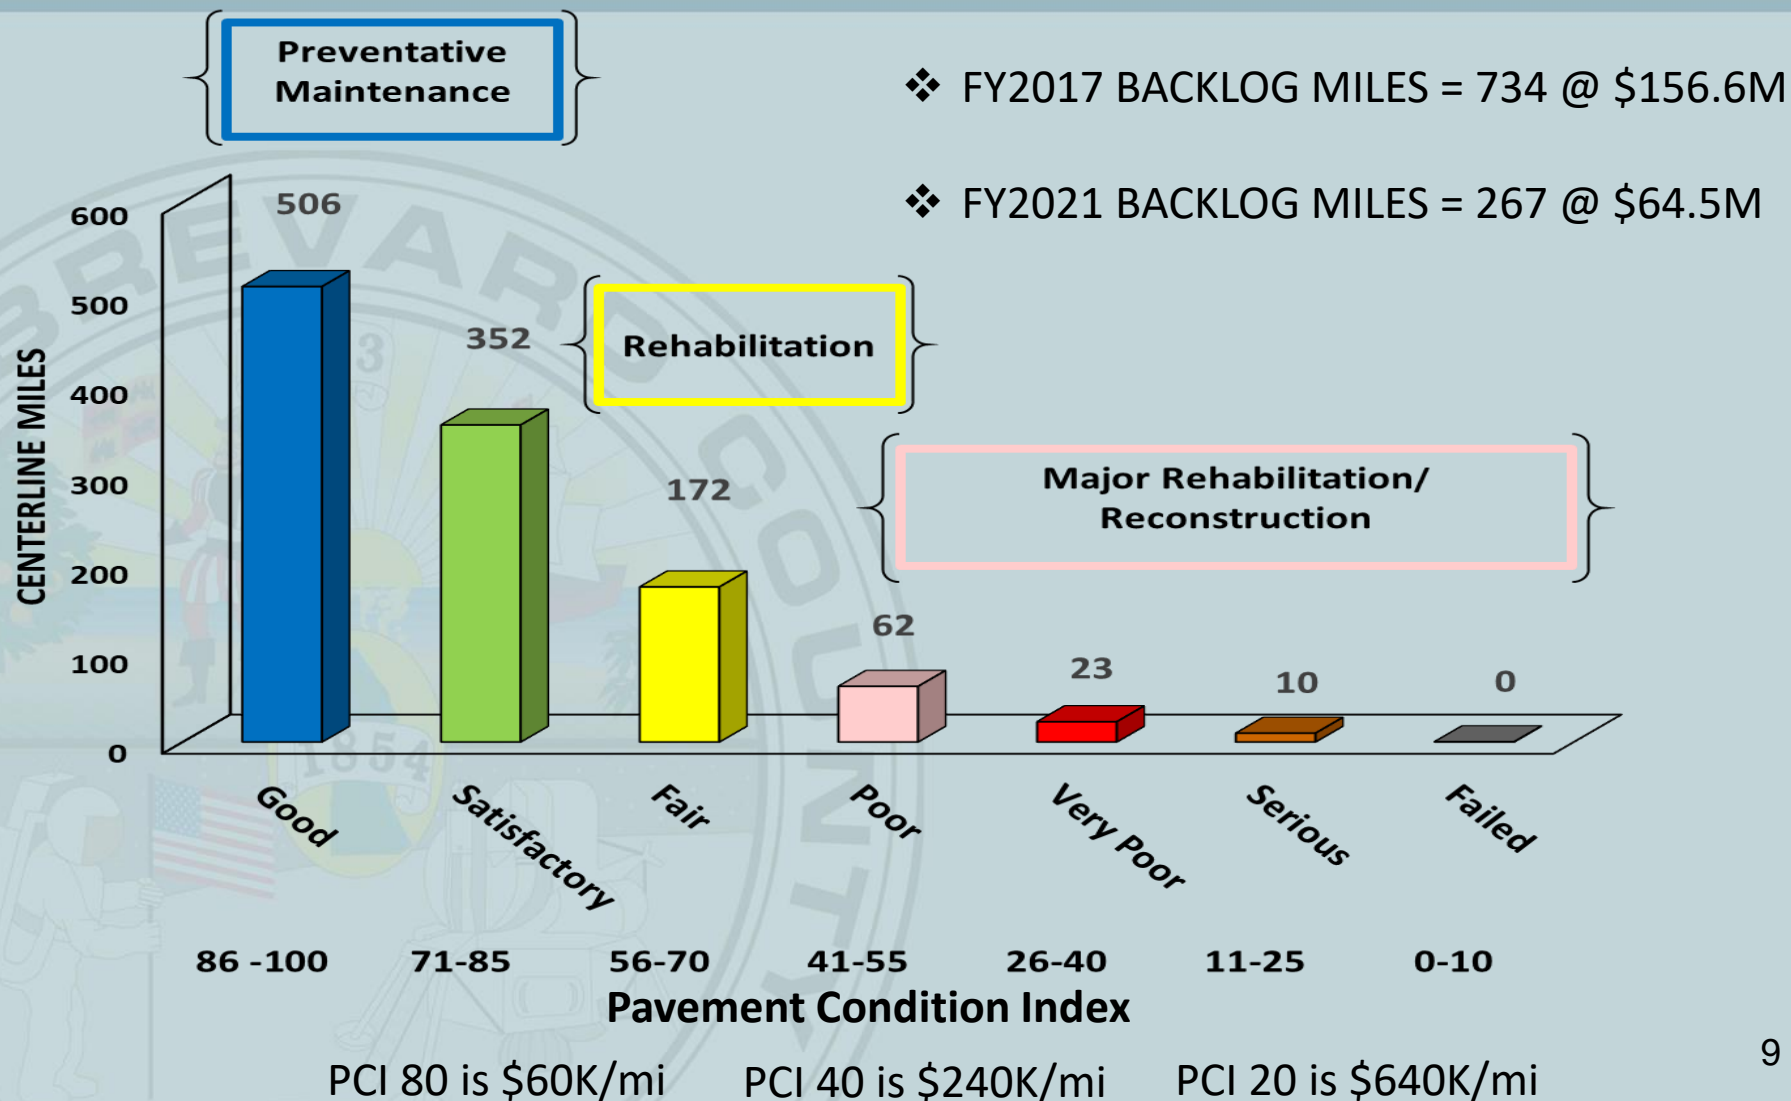 Preventative
Maintenance
❖ FY2017 BACKLOG MILES = 734 @ $156.6M
❖ FY2021 BACKLOG MILES = 267 @ $64.5M
506
352
172
62
23
10
0
Rehabilitation
Major Rehabilitation/
Reconstruction
CENTERLINE MILES
600
500
400
300
200
100
0
Good
Satisfactory
Fair
Poor
Very Poor
Serious
Failed
86 -100
71-85
56-70
41-55
26-40
11-25
0-10
Pavement Condition Index
PCI 80 is $60K/mi
PCI 40 is $240K/mi
PCI 20 is $640K/mi
9
BREVARD COUNTY
1854